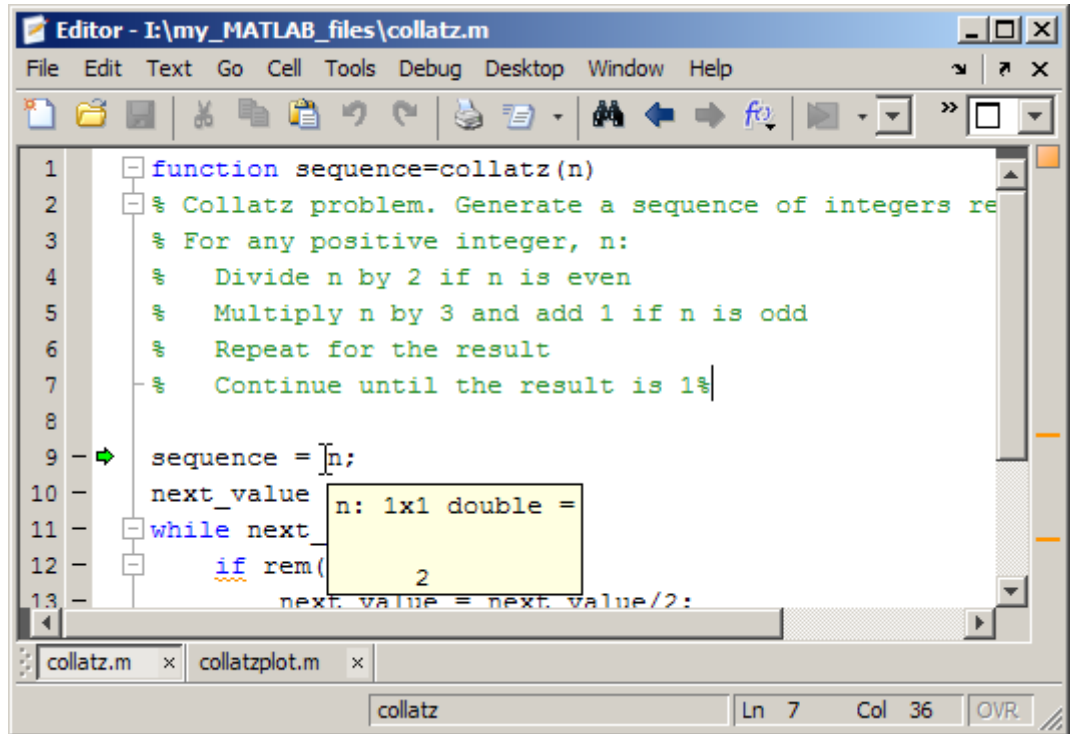 Editor - I:\my_MATLAB_files\collatz.m
File Edit Text Go Cell Tools Debug Desktop Window Help
1 function sequence=collatz(n)
2 % Collatz problem. Generate a sequence of integers re
3 % For any positive integer, n:
4 %   Divide n by 2 if n is even
5 %   Multiply n by 3 and add 1 if n is odd
6 %   Repeat for the result
7 %   Continue until the result is 1%
8
9 – sequence = n;
10 – next_value
n: 1x1 double =
11 – while next_
12 – if rem(
2
13 – next_value = next_value/2;
collatz.m × collatzplot.m ×
collatz Ln 7 Col 36 OVR